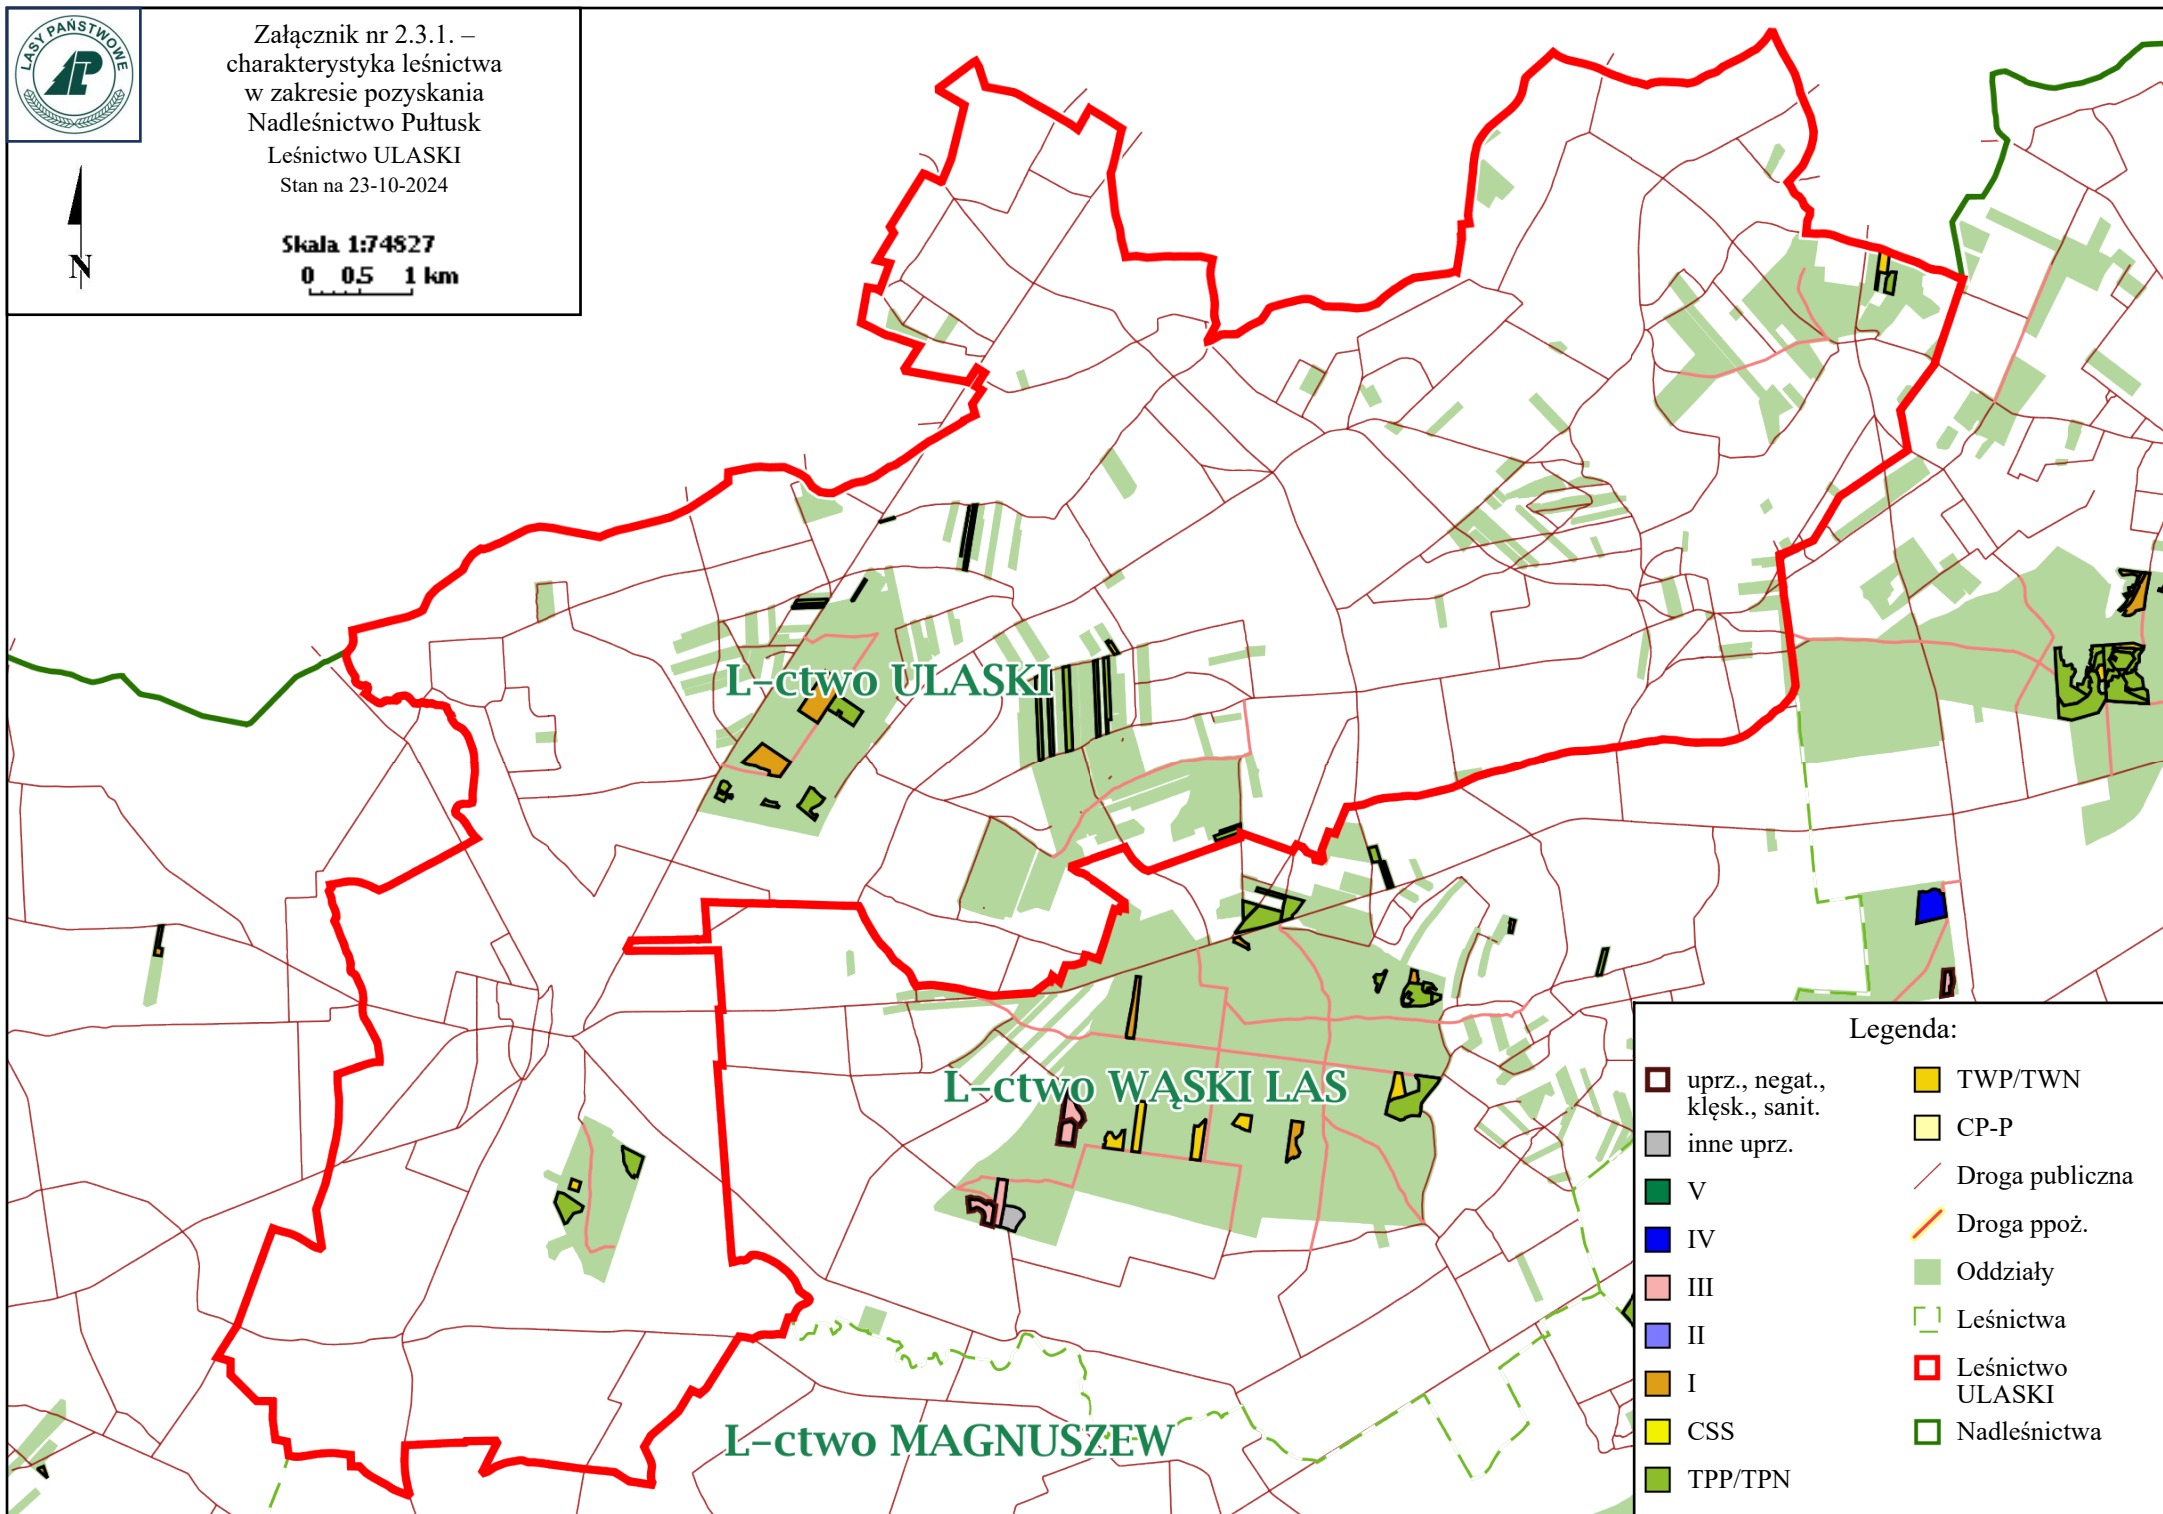 LASY PAŃSTWOWE
Załącznik nr 2.3.1. –
charakterystyka leśnictwa
w zakresie pozyskania
Nadleśnictwo Pułtusk
Leśnictwo ULASKI
Stan na 23-10-2024
Skala 1:74827
0 0.5 1 km
N
L-ctwo ULASKI
L-ctwo WĄSKI LAS
L-ctwo MAGNUSZEW
Legenda:
uprz., negat.,
klęsk., sanit.
inne uprz.
V
IV
III
II
I
CSS
TPP/TPN
TWP/TWN
CP-P
Droga publiczna
Droga ppoż.
Oddziały
Leśnictwa
Leśnictwo
ULASKI
Nadleśnictwa